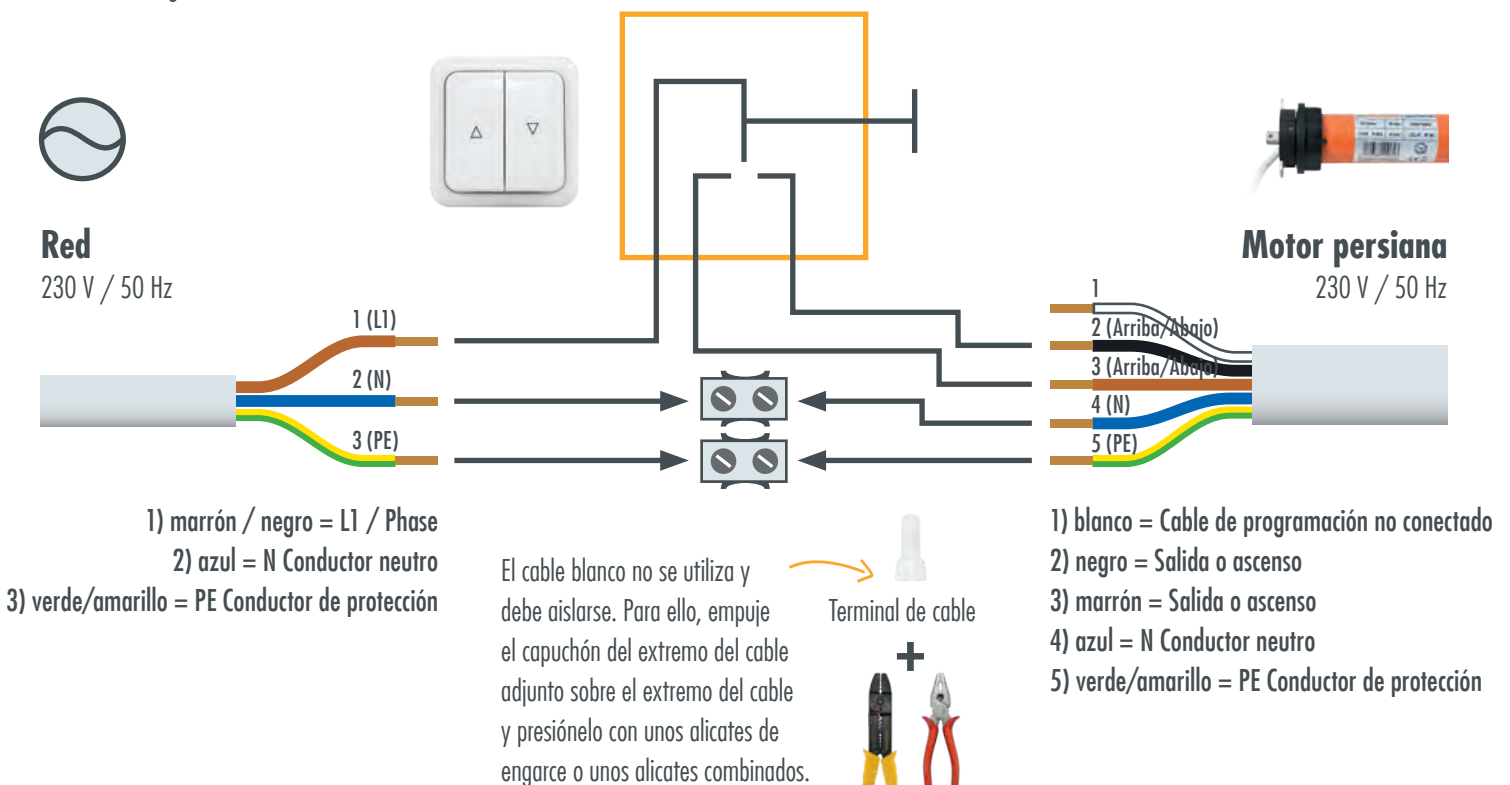 Red
230 V / 50 Hz
1 (L1)
2 (N)
3 (PE)
Motor persiana
230 V / 50 Hz
1
2 (Arriba/Abajo)
3 (Arriba/Abajo)
4 (N)
5 (PE)
1) marrón / negro = L1 / Phase
2) azul = N Conductor neutro
3) verde/amarillo = PE Conductor de protección
El cable blanco no se utiliza y
debe aislarse. Para ello, empuje
el capuchón del extremo del cable
adjunto sobre el extremo del cable
y presiónelo con unos alicates de
engarce o unos alicates combinados.
Terminal de cable
+
1) blanco = Cable de programación no conectado
2) negro = Salida o ascenso
3) marrón = Salida o ascenso
4) azul = N Conductor neutro
5) verde/amarillo = PE Conductor de protección